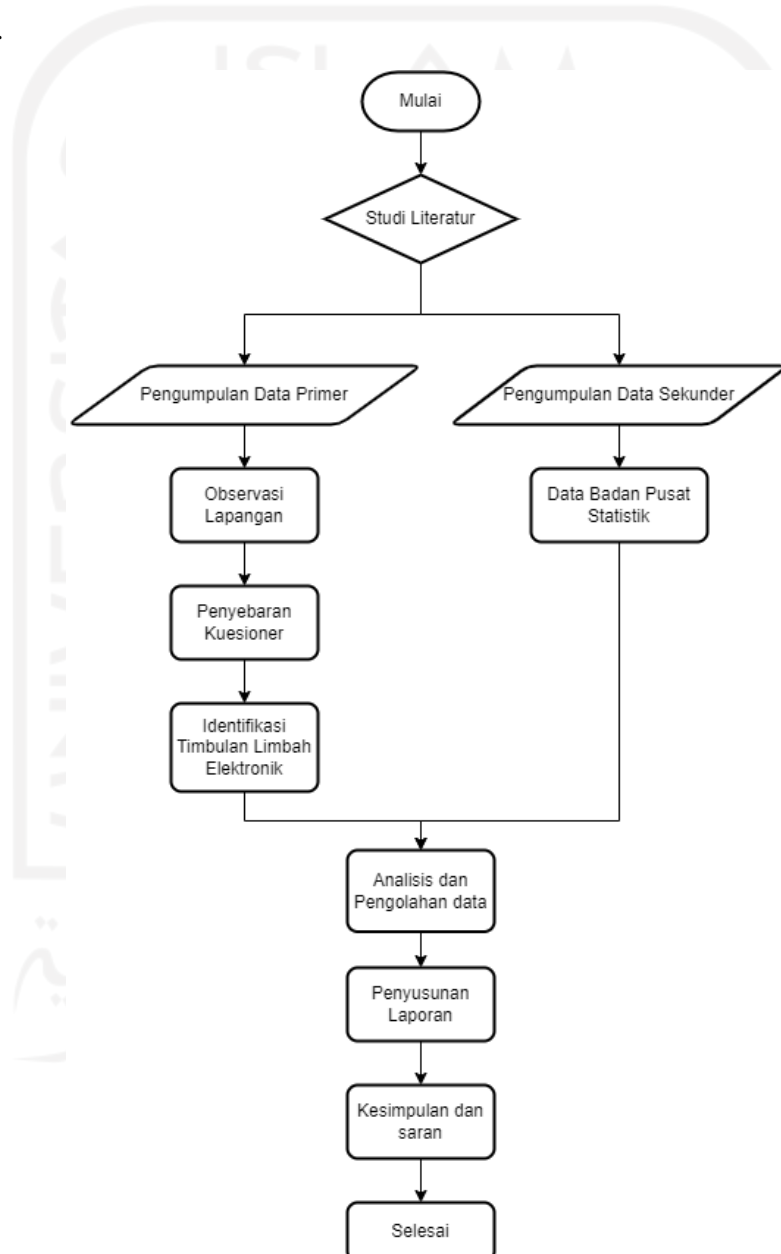 Mulai
Studi Literatur
Pengumpulan Data Primer
Pengumpulan Data Sekunder
Observasi
Lapangan
Data Badan Pusat
Statistik
Penyebaran
Kuesioner
Identifikasi
Timbulan Limbah
Elektronik
Analisis dan
Pengolahan data
Penyusunan
Laporan
Kesimpulan dan
saran
Selesai